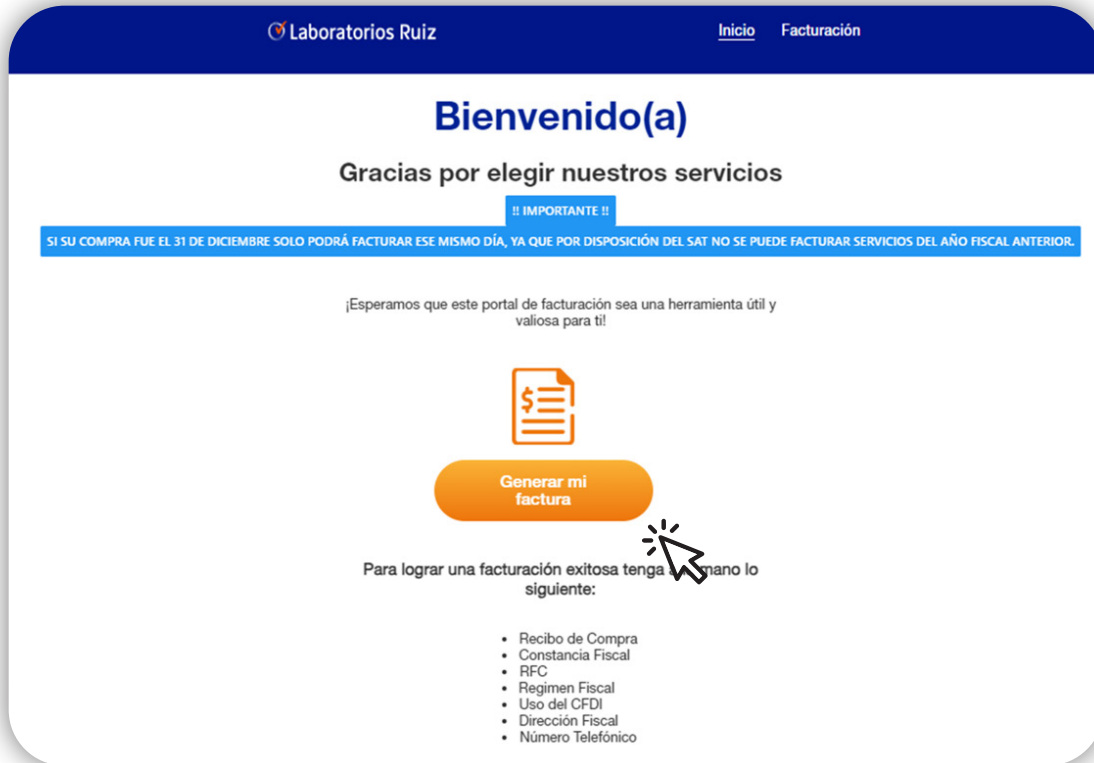 Laboratorios Ruiz
Inicio Facturación
Bienvenido(a)
Gracias por elegir nuestros servicios
!! IMPORTANTE !!
SI SU COMPRA FUE EL 31 DE DICIEMBRE SOLO PODRÁ FACTURAR ESE MISMO DÍA, YA QUE POR DISPOSICIÓN DEL SAT NO SE PUEDE FACTURAR SERVICIOS DEL AÑO FISCAL ANTERIOR.
¡Esperamos que este portal de facturación sea una herramienta útil y
valiosa para ti!
$
Generar mi
factura
Para lograr una facturación exitosa tenga a mano lo
siguiente:
• Recibo de Compra
• Constancia Fiscal
• RFC
• Regimen Fiscal
• Uso del CFDI
• Dirección Fiscal
• Número Telefónico